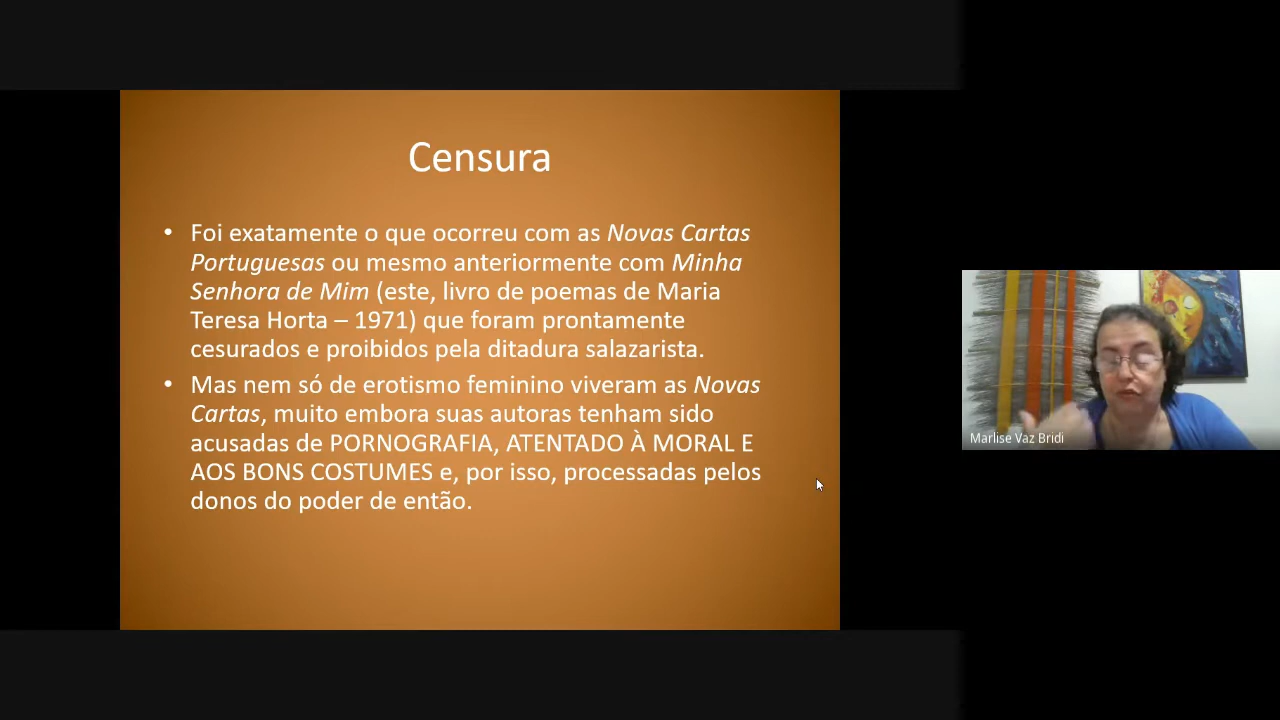 Censura
• Foi exatamente o que ocorreu com as Novas Cartas
Portuguesas ou mesmo anteriormente com Minha
Senhora de Mim (este, livro de poemas de Maria
Teresa Horta – 1971) que foram prontamente
cesurados e proibidos pela ditadura salazarista.
• Mas nem só de erotismo feminino viveram as Novas
Cartas, muito embora suas autoras tenham sido
acusadas de PORNOGRAFIA, ATENTADO À MORAL E
AOS BONS COSTUMES e, por isso, processadas pelos
donos do poder de então.
Marlise Vaz Bridi